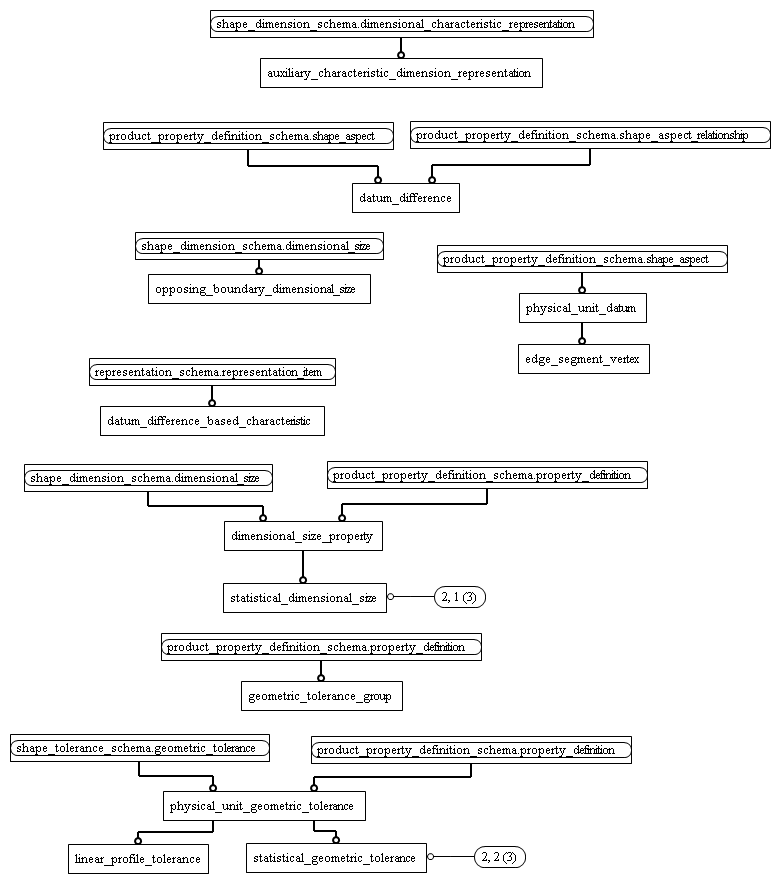 shape_dimension_schema.dimensional_characteristic_representation
auxiliary_characteristic_dimension_representation
product_property_definition_schema.shape_aspect
product_property_definition_schema.shape_aspect_relationship
datum_difference
shape_dimension_schema.dimensional_size
opposing_boundary_dimensional_size
product_property_definition_schema.shape_aspect
physical_unit_datum
edge_segment_vertex
representation_schema.representation_item
datum_difference_based_characteristic
shape_dimension_schema.dimensional_size
product_property_definition_schema.property_definition
dimensional_size_property
statistical_dimensional_size
2, 1 (3)
product_property_definition_schema.property_definition
geometric_tolerance_group
shape_tolerance_schema.geometric_tolerance
product_property_definition_schema.property_definition
physical_unit_geometric_tolerance
linear_profile_tolerance
statistical_geometric_tolerance
2, 2 (3)